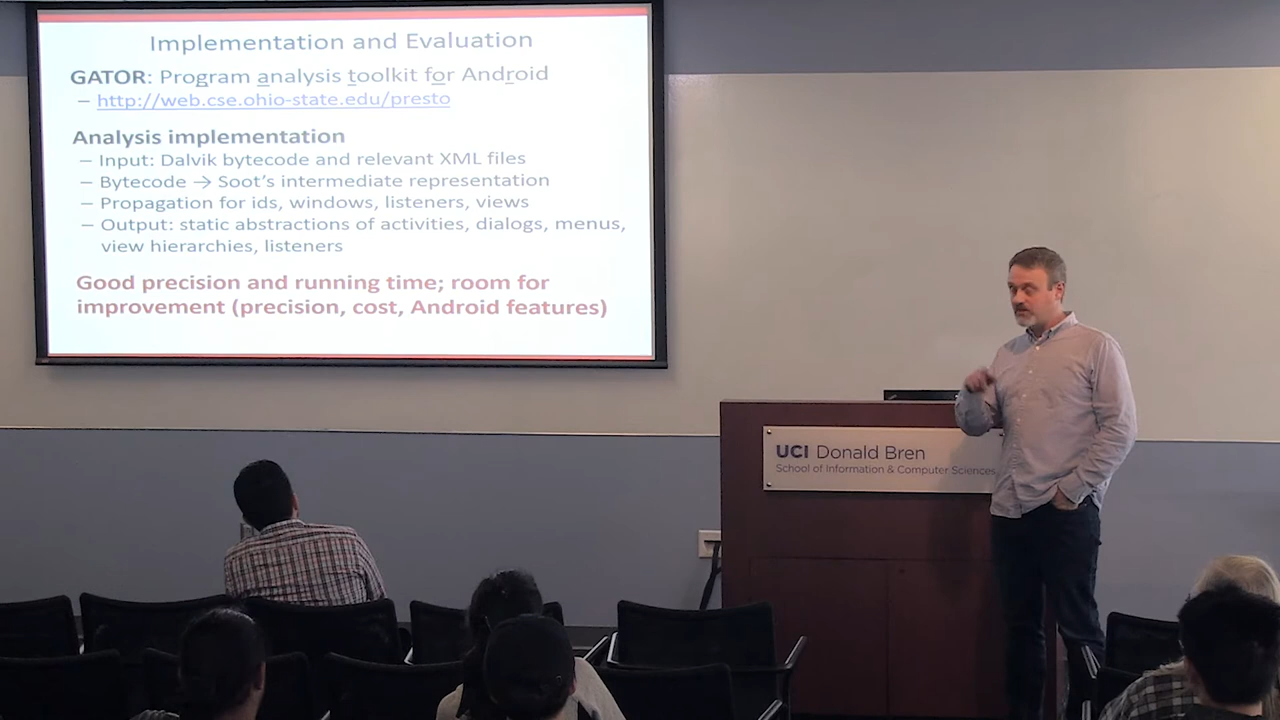 Implementation and Evaluation
GATOR: Program analysis toolkit for Android
– http://web.cse.ohio-state.edu/presto
Analysis implementation
– Input: Dalvik bytecode and relevant XML files
– Bytecode → Soot's intermediate representation
– Propagation for ids, windows, listeners, views
– Output: static abstractions of activities, dialogs, menus,
view hierarchies, listeners
Good precision and running time; room for
improvement (precision, cost, Android features)
UCI Donald Bren
School of Information & Computer Sciences